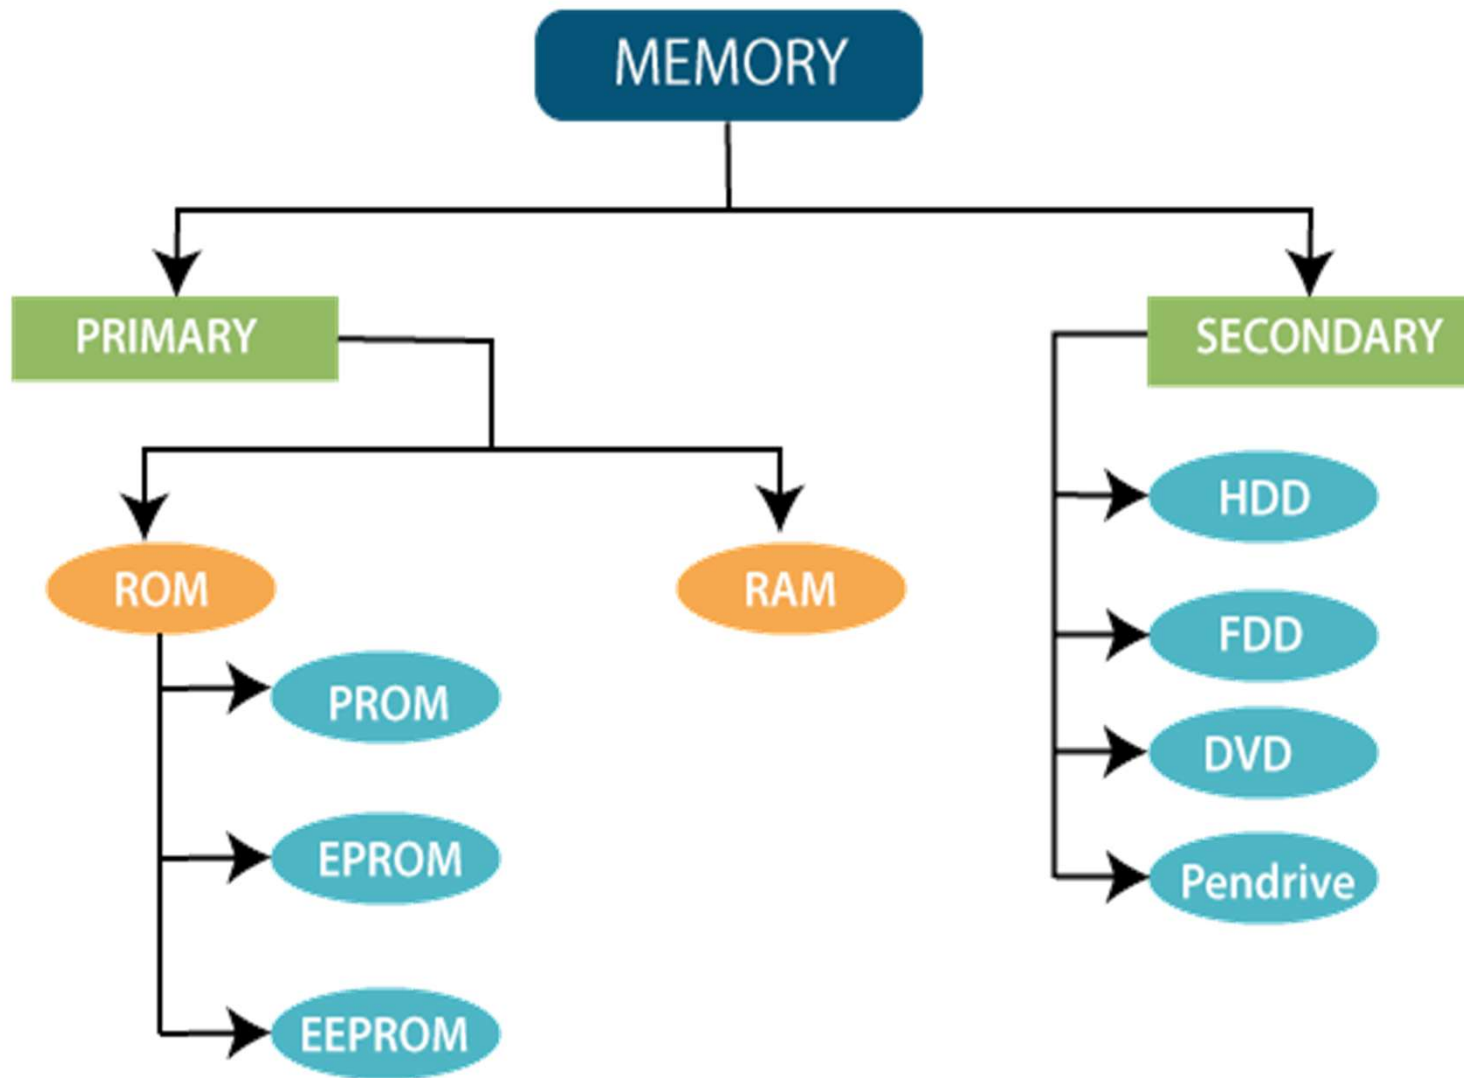 MEMORY
PRIMARY
SECONDARY
HDD
ROM
RAM
FDD
PROM
DVD
EPROM
Pendrive
EEPROM